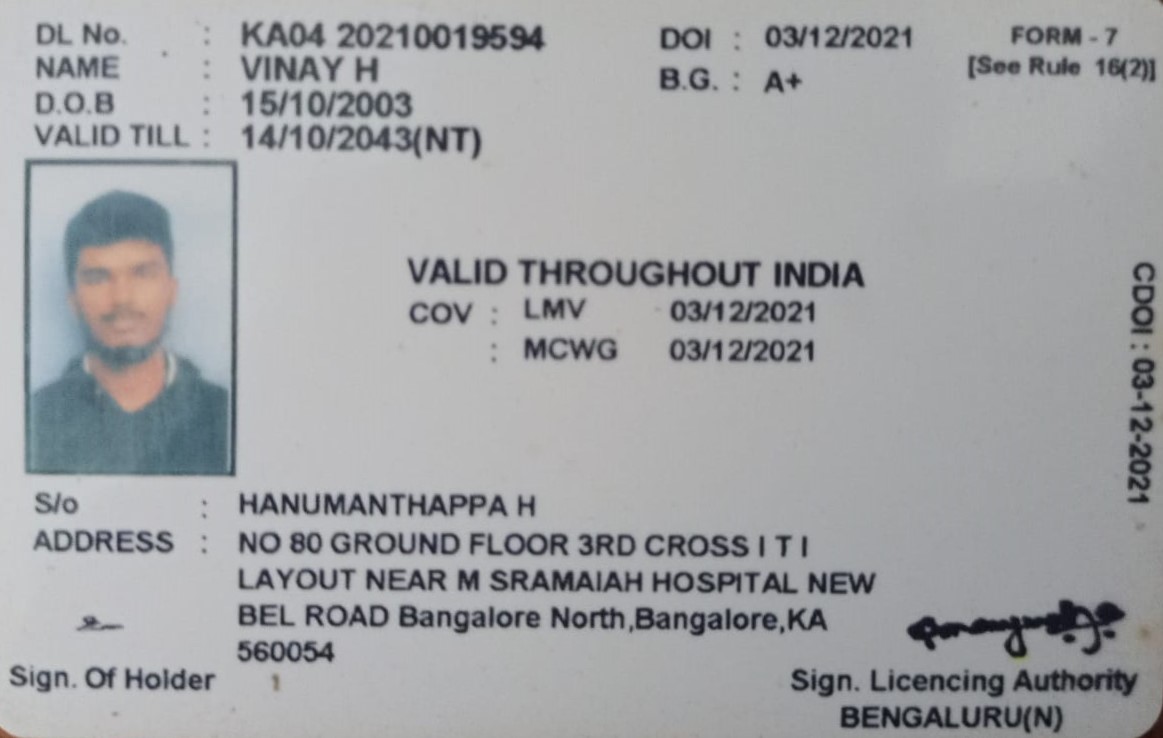 DL No. : KA04 20210019594 DOI : 03/12/2021 FORM - 7
NAME : VINAY H B.G. : A+ [See Rule 16(2)]
D.O.B : 15/10/2003
VALID TILL : 14/10/2043(NT)
VALID THROUGHOUT INDIA
COV : LMV 03/12/2021
: MCWG 03/12/2021
CDOI : 03-12-2021
S/o : HANUMANTHAPPA H
ADDRESS : NO 80 GROUND FLOOR 3RD CROSS I T I
LAYOUT NEAR M SRAMAIAH HOSPITAL NEW
BEL ROAD Bangalore North,Bangalore,KA
560054
Sign. Of Holder
Sign. Licencing Authority
BENGALURU(N)